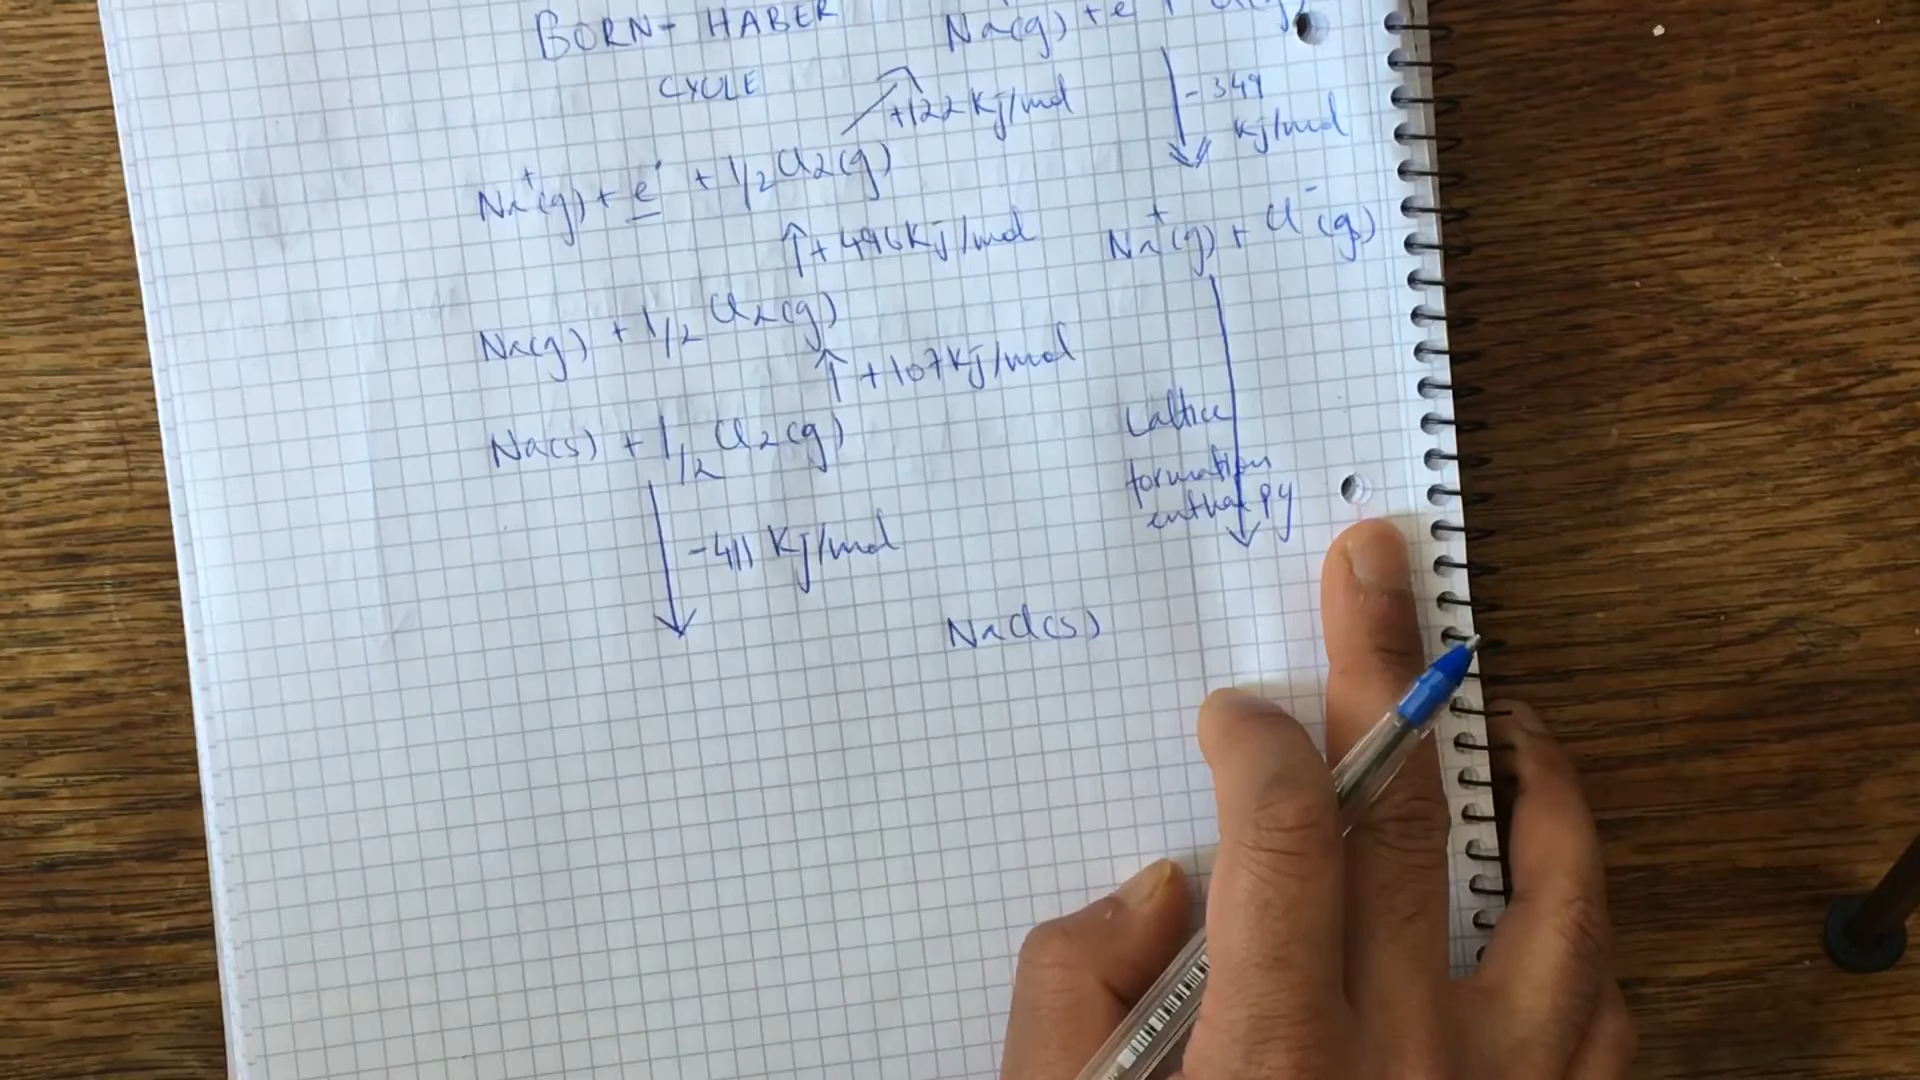 BORN-HABER
CYCLE
Na(g) + e
+122 KJ/mol
-349
KJ/mol
Na⁺(g) + e⁻ + 1/2 Cl2(g)
+ 496 KJ/mol
Na⁺(g) + Cl⁻(g)
Na(g) + 1/2 Cl2(g)
+107 KJ/mol
Na(s) + 1/2 Cl2(g)
Lattice
formation
enthalpy
-411 KJ/mol
NaCl(s)